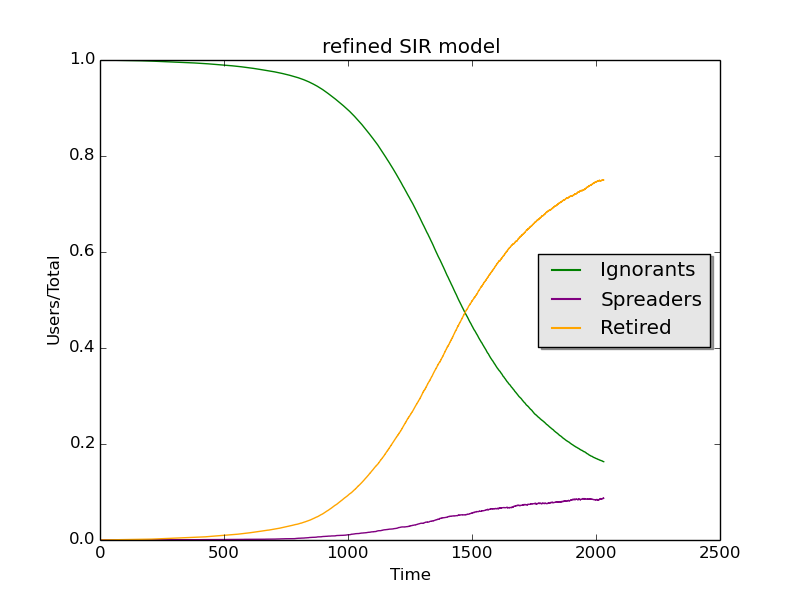 refined SIR model
1.0
0.8
0.6
0.4
0.2
0.0
Users/Total
Ignorants
Spreaders
Retired
0 500 1000 1500 2000 2500
Time